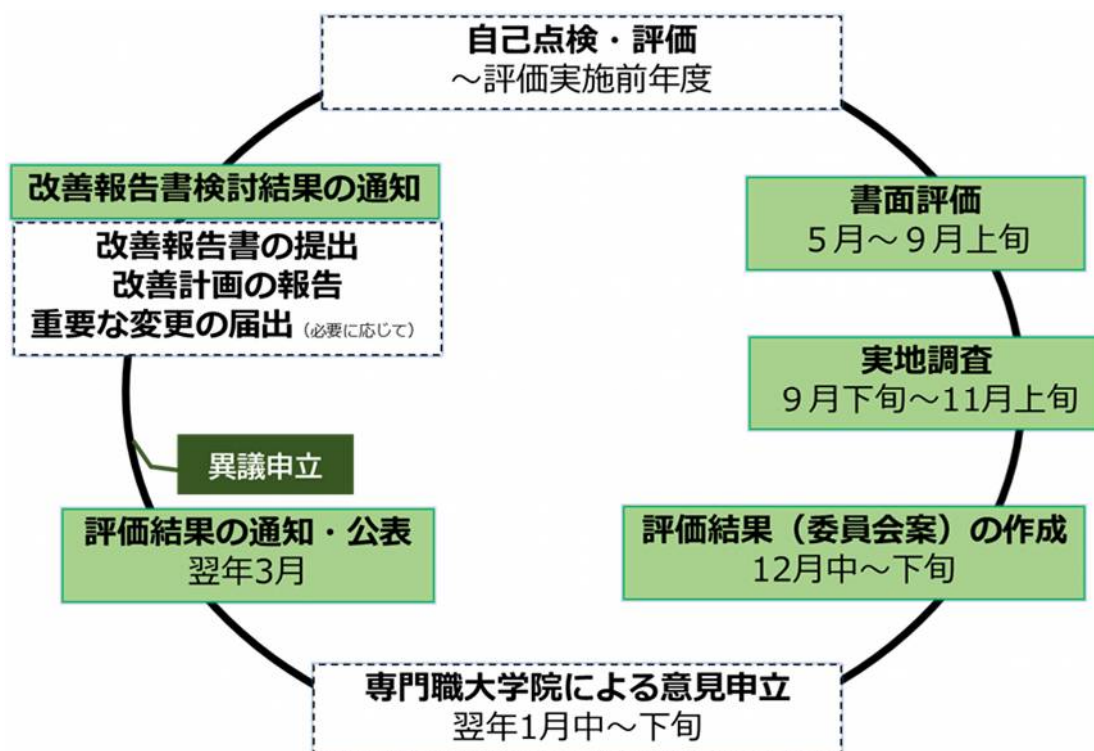 自己点検・評価
～評価実施前年度
書面評価
５月～９月上旬
実地調査
９月下旬～11月上旬
評価結果（委員会案）の作成
12月中～下旬
専門職大学院による意見申立
翌年1月中～下旬
評価結果の通知・公表
翌年3月
異議申立
改善報告書検討結果の通知
改善報告書の提出
改善計画の報告
重要な変更の届出（必要に応じて）